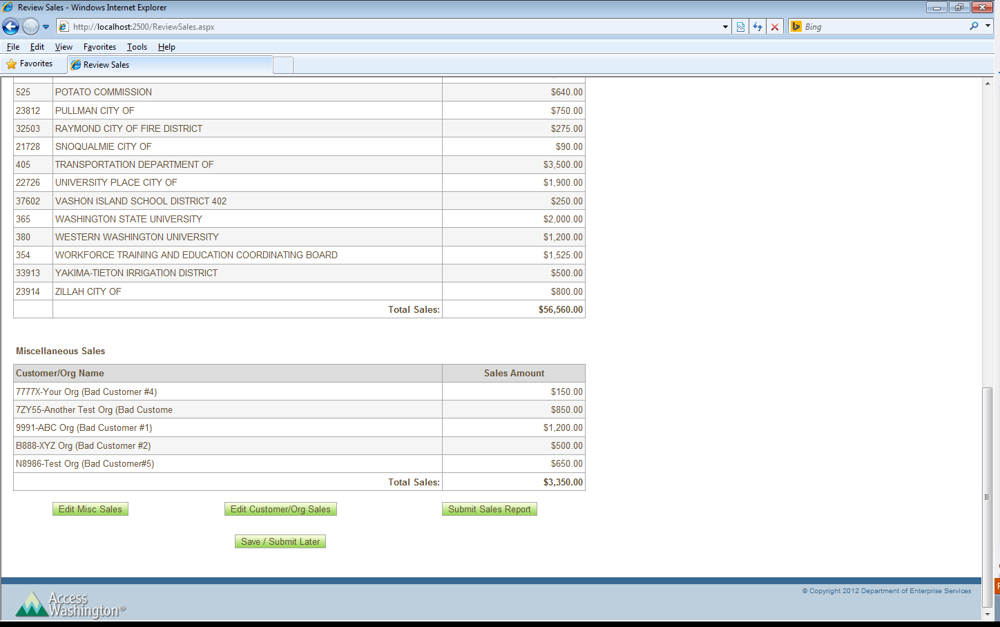 Review Sales - Windows Internet Explorer
http://localhost:2500/ReviewSales.aspx
Bing
File Edit View Favorites Tools Help
Favorites Review Sales
525 POTATO COMMISSION $640.00
23812 PULLMAN CITY OF $750.00
32503 RAYMOND CITY OF FIRE DISTRICT $275.00
21728 SNOQUALMIE CITY OF $90.00
405 TRANSPORTATION DEPARTMENT OF $3,500.00
22726 UNIVERSITY PLACE CITY OF $1,900.00
37602 VASHON ISLAND SCHOOL DISTRICT 402 $250.00
365 WASHINGTON STATE UNIVERSITY $2,000.00
380 WESTERN WASHINGTON UNIVERSITY $1,200.00
354 WORKFORCE TRAINING AND EDUCATION COORDINATING BOARD $1,525.00
33913 YAKIMA-TIETON IRRIGATION DISTRICT $500.00
23914 ZILLAH CITY OF $800.00
Total Sales: $56,560.00
Miscellaneous Sales
Customer/Org Name Sales Amount
7777X-Your Org (Bad Customer #4) $150.00
7ZY55-Another Test Org (Bad Custome $850.00
9991-ABC Org (Bad Customer #1) $1,200.00
B888-XYZ Org (Bad Customer #2) $500.00
N8986-Test Org (Bad Customer#5) $650.00
Total Sales: $3,350.00
Edit Misc Sales Edit Customer/Org Sales Submit Sales Report
Save / Submit Later
© Copyright 2012 Department of Enterprise Services
Access
Washington®